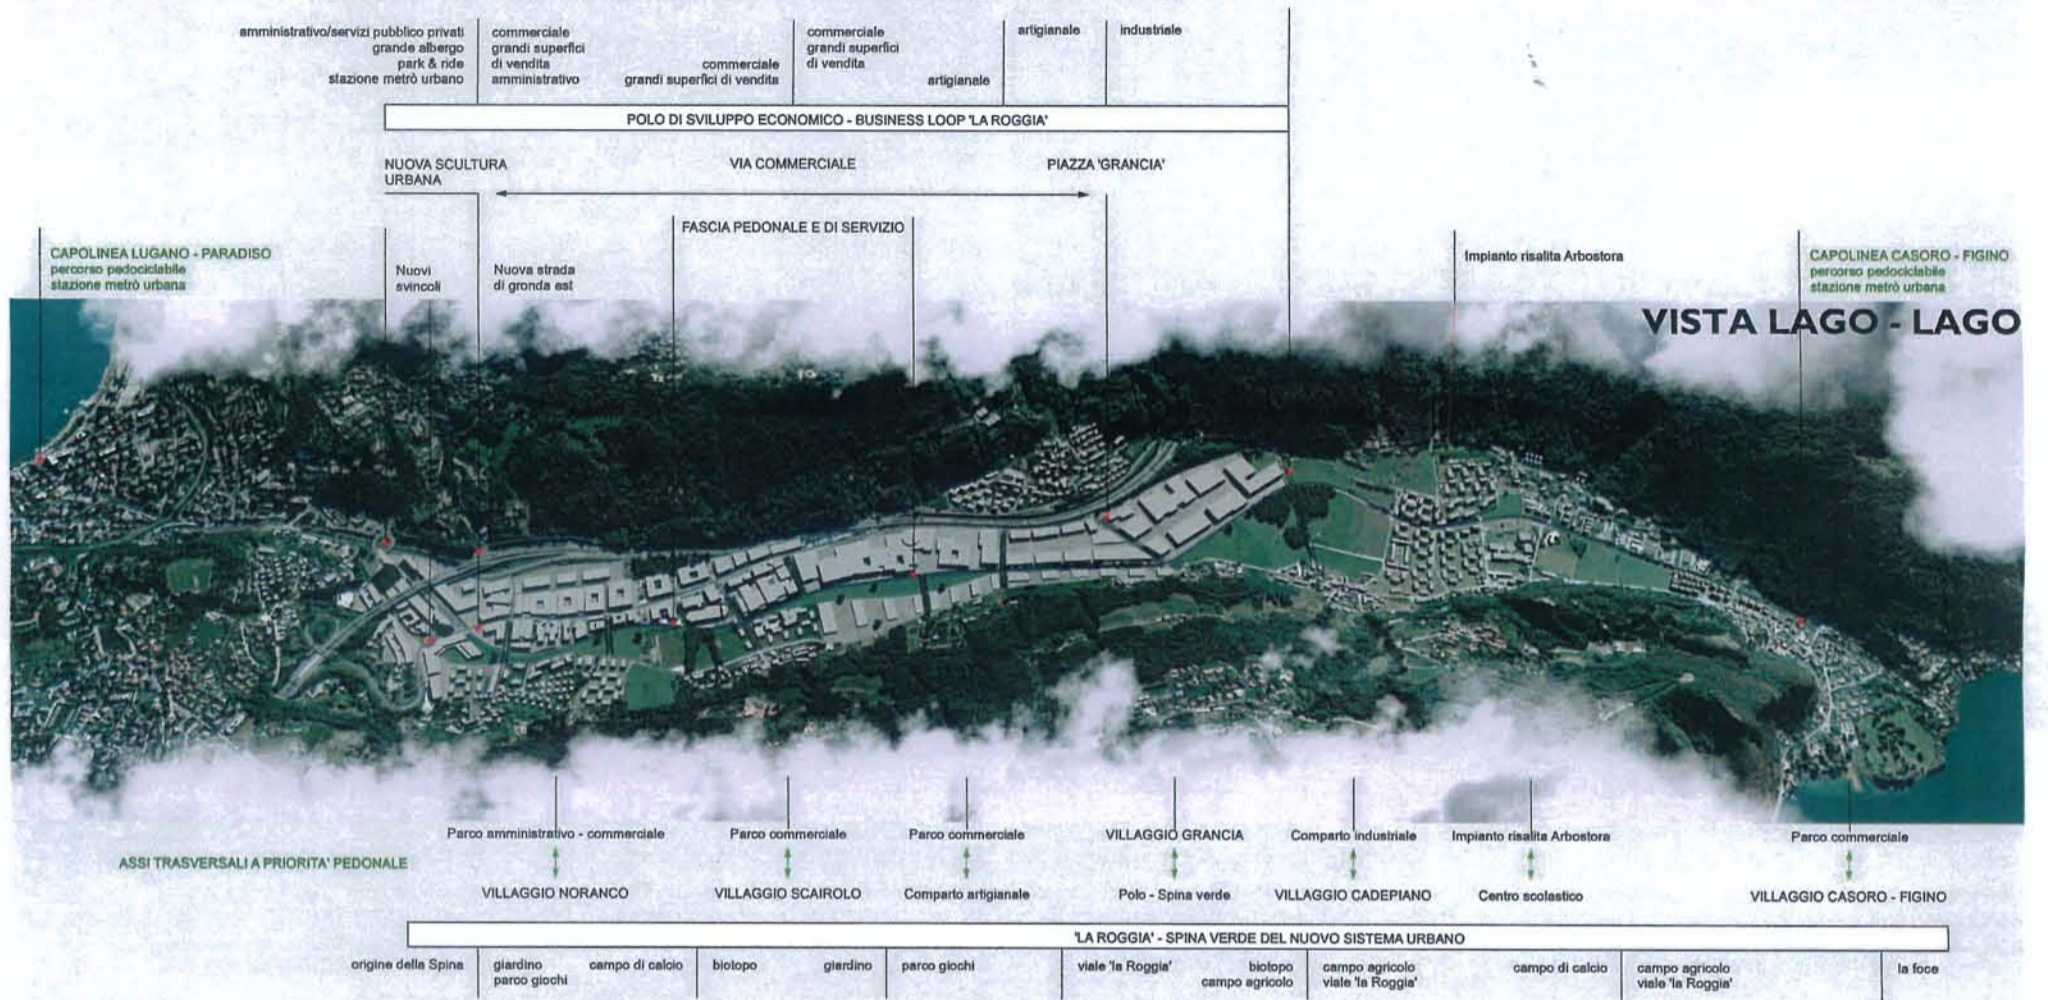 amministrativo/servizi pubblico privati
grande albergo
park & ride
stazione metrò urbano
commerciale
grandi superfici
di vendita
amministrativo
commerciale
grandi superfici di vendita
commerciale
grandi superfici
di vendita
artigianale
artigianale
industriale
POLO DI SVILUPPO ECONOMICO - BUSINESS LOOP 'LA ROGGIA'
NUOVA SCULTURA
URBANA
VIA COMMERCIALE
PIAZZA 'GRANCIA'
FASCIA PEDONALE E DI SERVIZIO
CAPOLINEA LUGANO - PARADISO
percorso pedociclabile
stazione metrò urbana
Nuovi
svincoli
Nuova strada
di gronda est
Impianto risalita Arbostora
CAPOLINEA CASORO - FIGINO
percorso pedociclabile
stazione metrò urbana
VISTA LAGO - LAGO
Parco amministrativo - commerciale
Parco commerciale
Parco commerciale
VILLAGGIO GRANCIA
Comparto industriale
Impianto risalita Arbostora
Parco commerciale
ASSI TRASVERSALI A PRIORITA' PEDONALE
VILLAGGIO NORANCO
VILLAGGIO SCAIROLO
Comparto artigianale
Polo - Spina verde
VILLAGGIO CADEPIANO
Centro scolastico
VILLAGGIO CASORO - FIGINO
'LA ROGGIA' - SPINA VERDE DEL NUOVO SISTEMA URBANO
origine della Spina
giardino
parco giochi
campo di calcio
biotopo
giardino
parco giochi
viale 'la Roggia'
biotopo
campo agricolo
campo agricolo
viale 'la Roggia'
campo di calcio
campo agricolo
viale 'la Roggia'
la foce